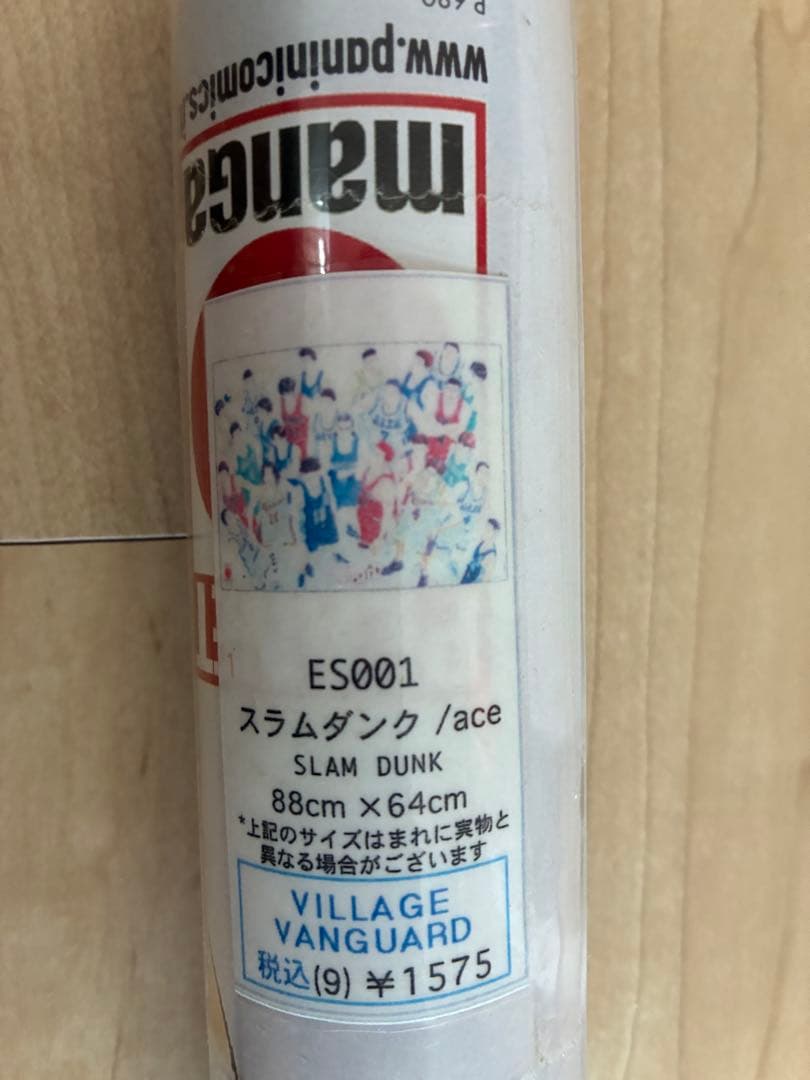 P 690
www.paninicomics.i
manga
ES001
スラムダンク /ace
SLAM DUNK
88cm ×64cm
*上記のサイズはまれに実物と
異なる場合がございます
VILLAGE
VANGUARD
税込(9) ¥1575